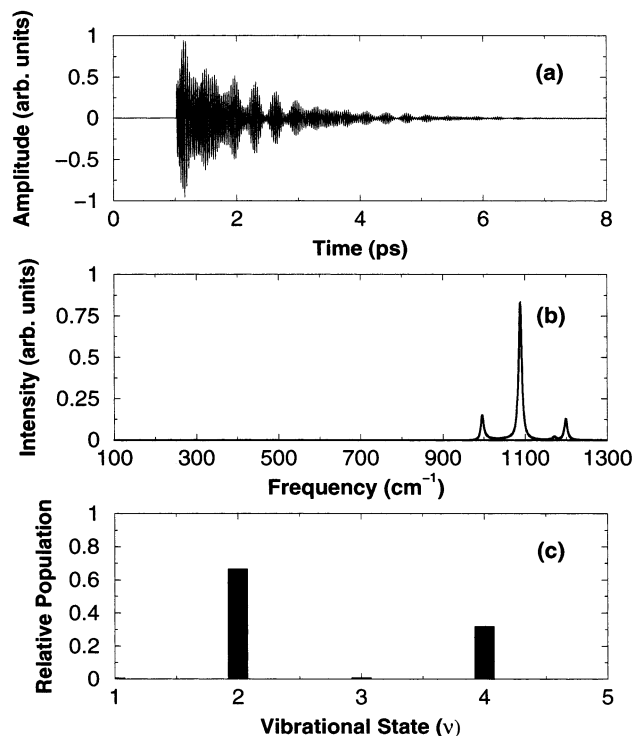 1
0.5
0
−0.5
−1
Amplitude (arb. units)
(a)
0 2 4 6 8
Time (ps)
1
0.75
0.5
0.25
0
Intensity (arb. units)
(b)
100 300 500 700 900 1100 1300
Frequency (cm⁻¹)
1
0.8
0.6
0.4
0.2
0
Relative Population
(c)
1 2 3 4 5
Vibrational State (ν)